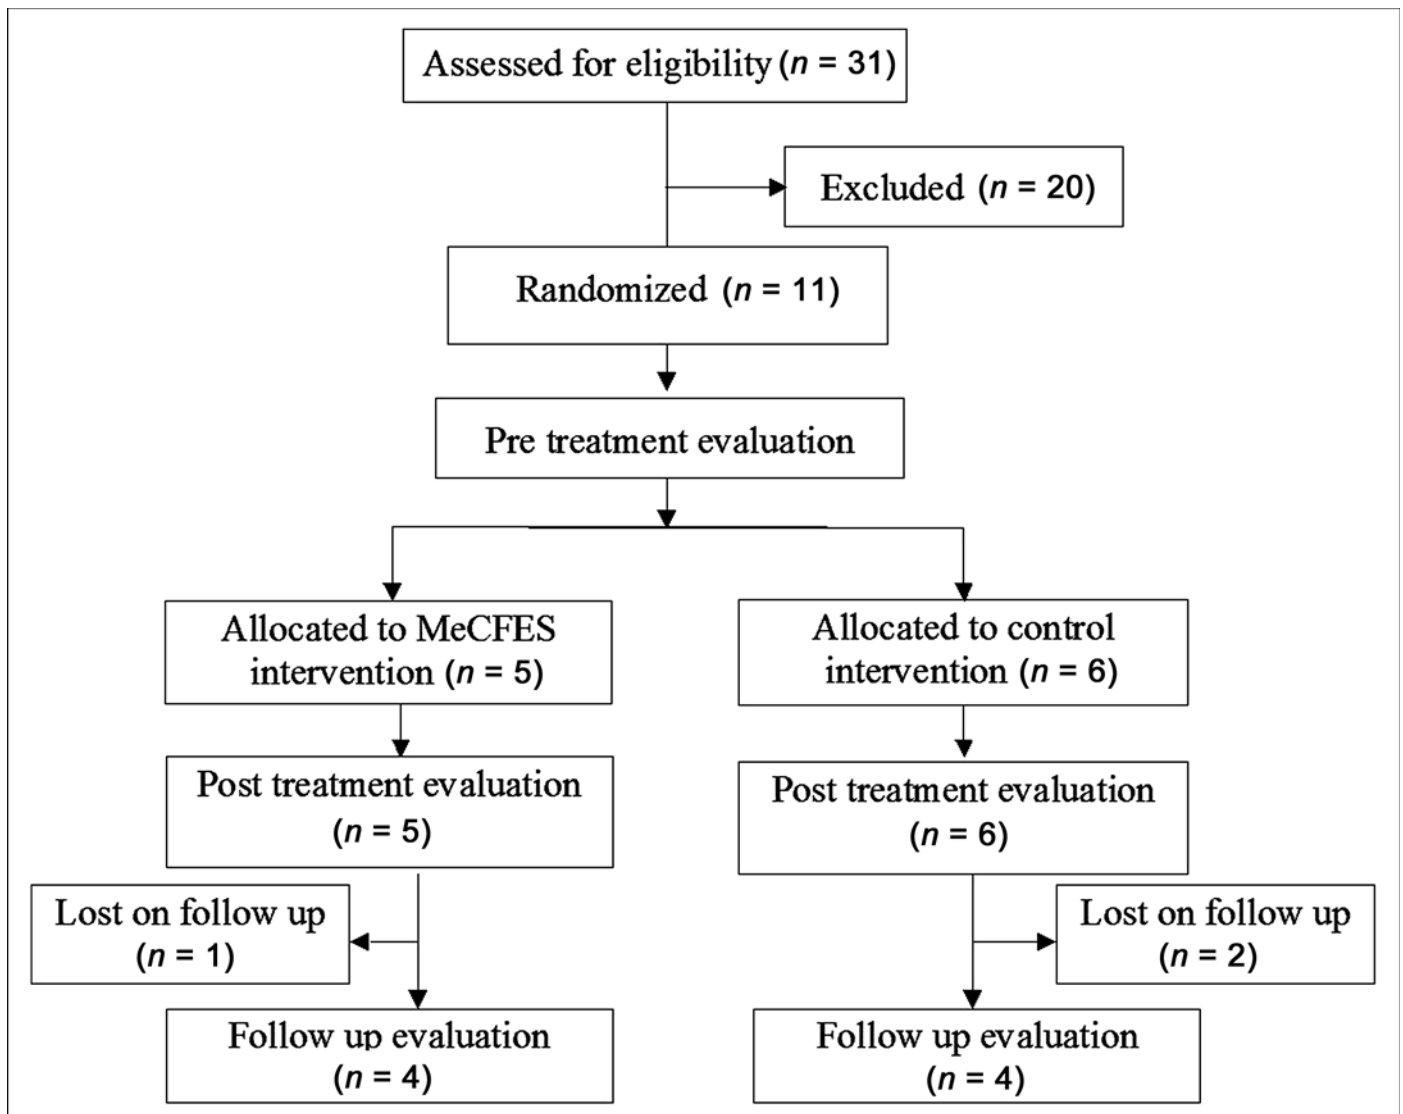 Assessed for eligibility (n = 31)
Excluded (n = 20)
Randomized (n = 11)
Pre treatment evaluation
Allocated to MeCFES
intervention (n = 5)
Allocated to control
intervention (n = 6)
Post treatment evaluation
(n = 5)
Post treatment evaluation
(n = 6)
Lost on follow up
(n = 1)
Lost on follow up
(n = 2)
Follow up evaluation
(n = 4)
Follow up evaluation
(n = 4)